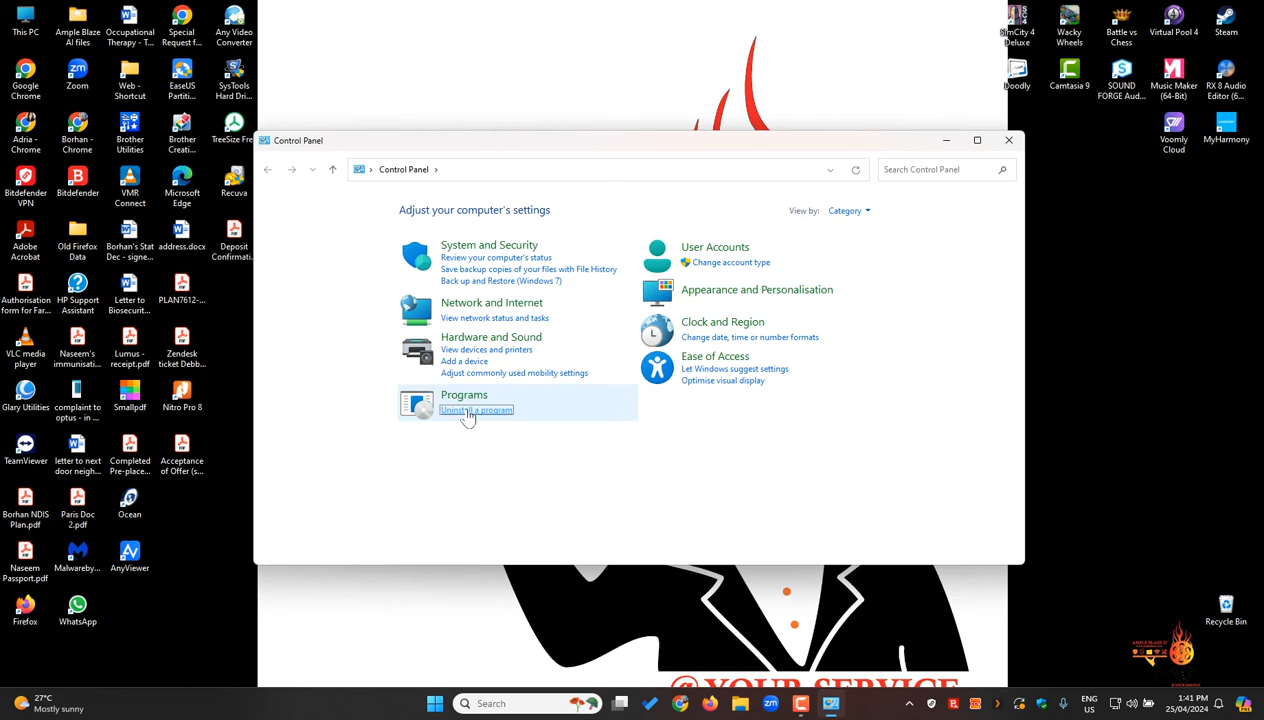 This PC
Ample Blaze AI files
Occupational Therapy - T...
Special Request f...
Any Video Converter
Google Chrome
Zoom
Web - Shortcut
EaseUS Partiti...
SysTools Hard Dri...
Adria - Chrome
Borhan - Chrome
Brother Utilities
Brother Creati...
TreeSize Fre
Bitdefender VPN
Bitdefender
VMR Connect
Microsoft Edge
Recuva
Adobe Acrobat
Old Firefox Data
Borhan's Stat Dec - signe...
address.docx
Deposit Confirmati...
Authorisation form for Far...
HP Support Assistant
Letter to Biosecurit...
PLAN7612-...
VLC media player
Naseem's immunisati...
Lumus - receipt.pdf
Zendesk ticket Debb...
Glary Utilities
complaint to optus - in ...
Smallpdf
Nitro Pro 8
TeamViewer
letter to next door neigh...
Completed Pre-place...
Acceptance of Offer (s...
Borhan NDIS Plan.pdf
Paris Doc 2.pdf
Ocean
Naseem Passport.pdf
Malwareby...
AnyViewer
Firefox
WhatsApp
SimCity 4 Deluxe
Wacky Wheels
Battle vs Chess
Virtual Pool 4
Steam
Doodly
Camtasia 9
SOUND FORGE Aud...
Music Maker (64-Bit)
RX 8 Audio Editor (6...
Voomly Cloud
MyHarmony
Recycle Bin
Control Panel
Control Panel
Search Control Panel
Adjust your computer's settings
View by: Category
System and Security
Review your computer's status
Save backup copies of your files with File History
Back up and Restore (Windows 7)
Network and Internet
View network status and tasks
Hardware and Sound
View devices and printers
Add a device
Adjust commonly used mobility settings
Programs
Uninstall a program
User Accounts
Change account type
Appearance and Personalisation
Clock and Region
Change date, time or number formats
Ease of Access
Let Windows suggest settings
Optimise visual display
@YOUR SERVICE
27°C
Mostly sunny
Search
ENG
US
1:41 PM
25/04/2024